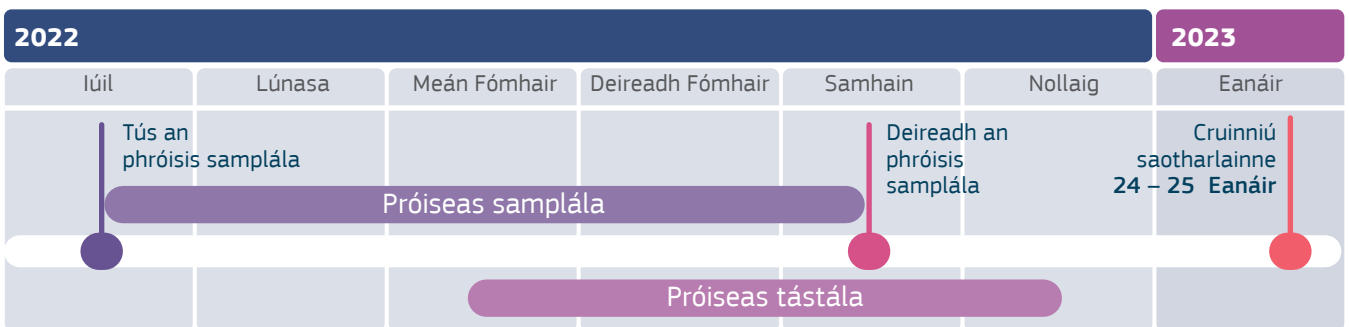 2022
2023
Iúil
Lúnasa
Meán Fómhair
Deireadh Fómhair
Samhain
Nollaig
Eanáir
Tús an
phróisis samplála
Deireadh an
phróisis
samplála
Cruinniú
saotharlainne
24 – 25 Eanáir
Próiseas samplála
Próiseas tástála